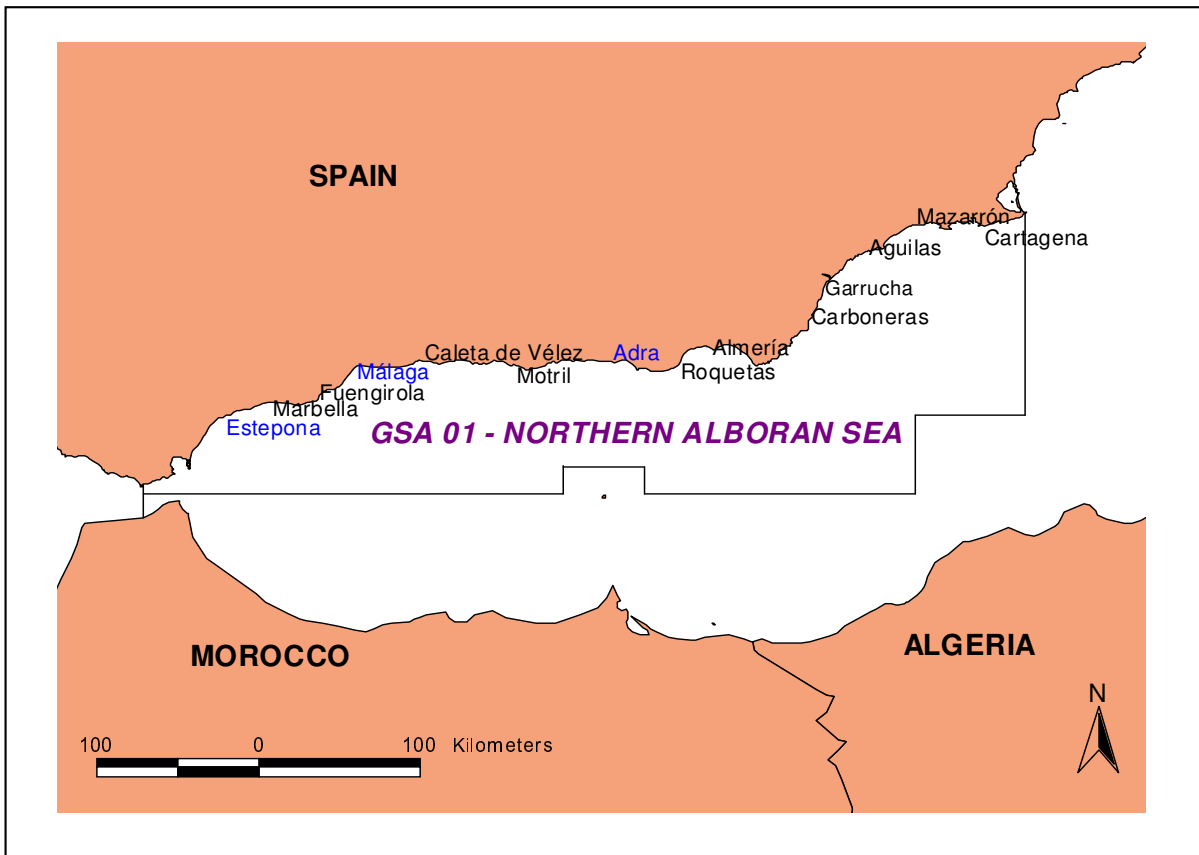 SPAIN
Mazarrón
Cartagena
Aguilas
Garrucha
Carboneras
Almería
Caleta de Vélez
Adra
Málaga
Roquetas
Motril
Fuengirola
Marbella
Estepona
GSA 01 - NORTHERN ALBORAN SEA
MOROCCO
ALGERIA
N
100 0 100 Kilometers